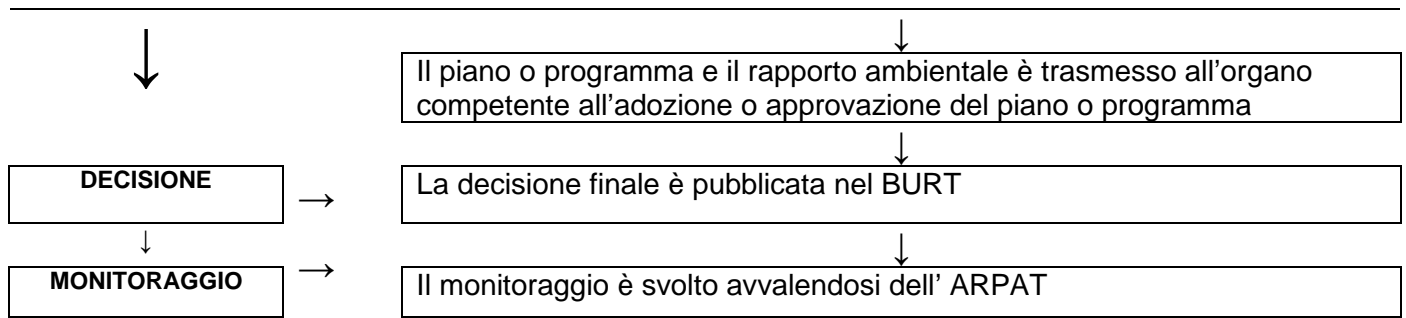 ↓ ↓
Il piano o programma e il rapporto ambientale è trasmesso all’organo
competente all’adozione o approvazione del piano o programma
↓
DECISIONE → La decisione finale è pubblicata nel BURT
↓ ↓
MONITORAGGIO → Il monitoraggio è svolto avvalendosi dell’ ARPAT